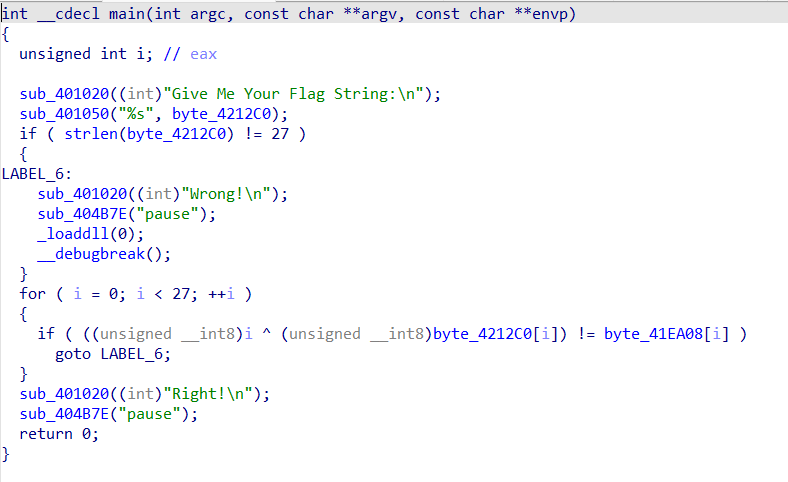 int __cdecl main(int argc, const char **argv, const char **envp)
{
  unsigned int i; // eax

  sub_401020((int)"Give Me Your Flag String:\n");
  sub_401050("%s", byte_4212C0);
  if ( strlen(byte_4212C0) != 27 )
  {
LABEL_6:
    sub_401020((int)"Wrong!\n");
    sub_404B7E("pause");
    _loaddll(0);
    __debugbreak();
  }
  for ( i = 0; i < 27; ++i )
  {
    if ( ((unsigned __int8)i ^ (unsigned __int8)byte_4212C0[i]) != byte_41EA08[i] )
      goto LABEL_6;
  }
  sub_401020((int)"Right!\n");
  sub_404B7E("pause");
  return 0;
}